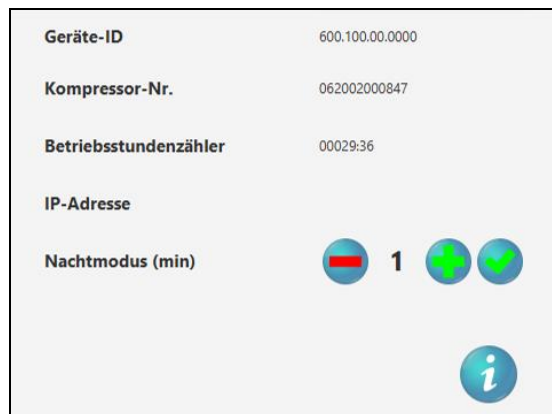 Geräte-ID 600.100.00.0000
Kompressor-Nr. 062002000847
Betriebsstundenzähler 00029:36
IP-Adresse
Nachtmodus (min) 1
i